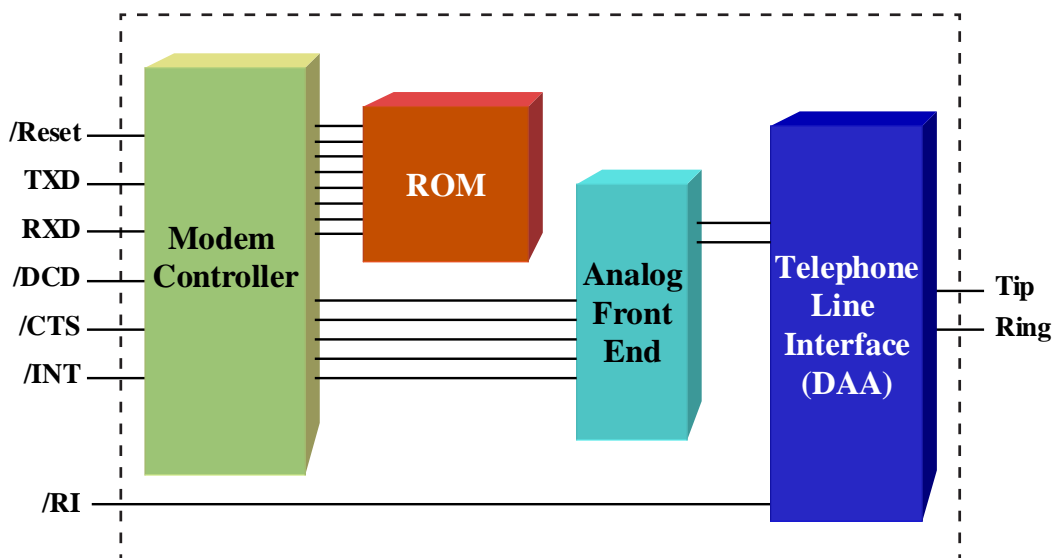 /Reset
TXD
RXD
/DCD
/CTS
/INT
/RI
Modem
Controller
ROM
Analog
Front
End
Telephone
Line
Interface
(DAA)
Tip
Ring